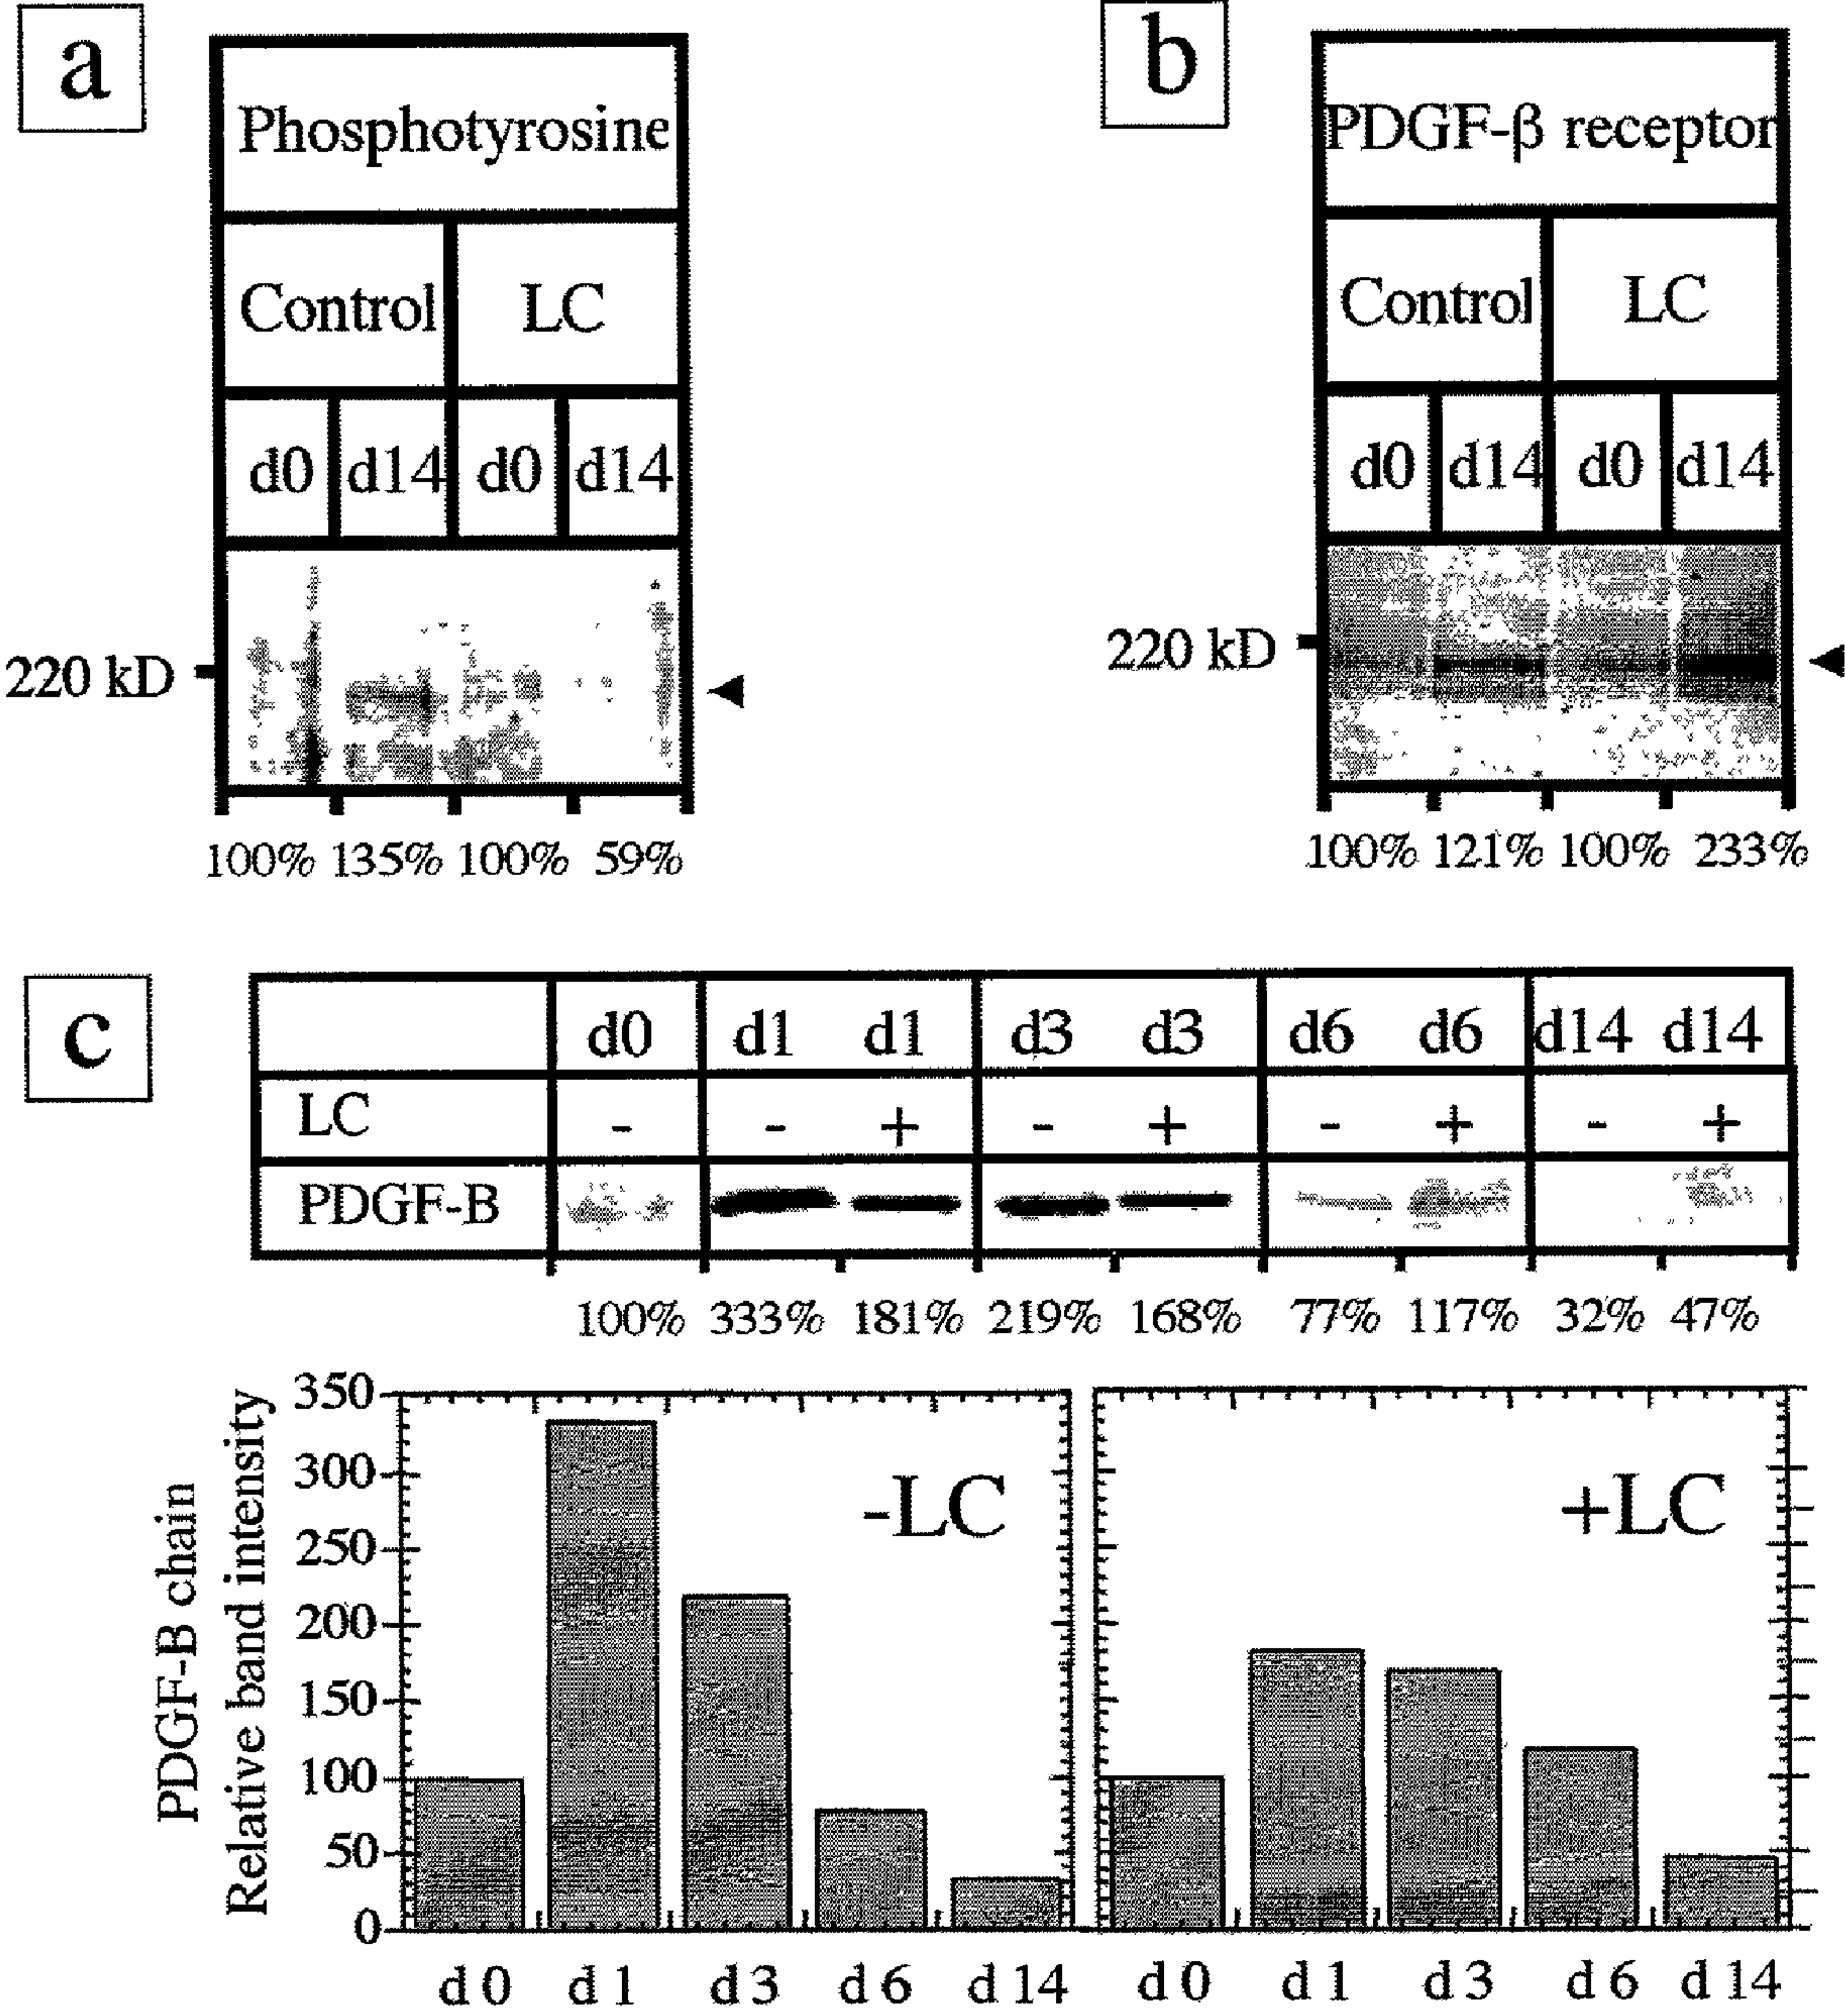 a
Phosphotyrosine
Control LC
d0 d14 d0 d14
220 kD
100% 135% 100% 59%
b
PDGF-β receptor
Control LC
d0 d14 d0 d14
220 kD
100% 121% 100% 233%
c
d0 d1 d1 d3 d3 d6 d6 d14 d14
LC - - + - + - + - +
PDGF-B
100% 333% 181% 219% 168% 77% 117% 32% 47%
PDGF-B chain
Relative band intensity
350
300
250
200
150
100
50
0
-LC
+LC
d 0 d 1 d 3 d 6 d 14 d 0 d 1 d 3 d 6 d 14